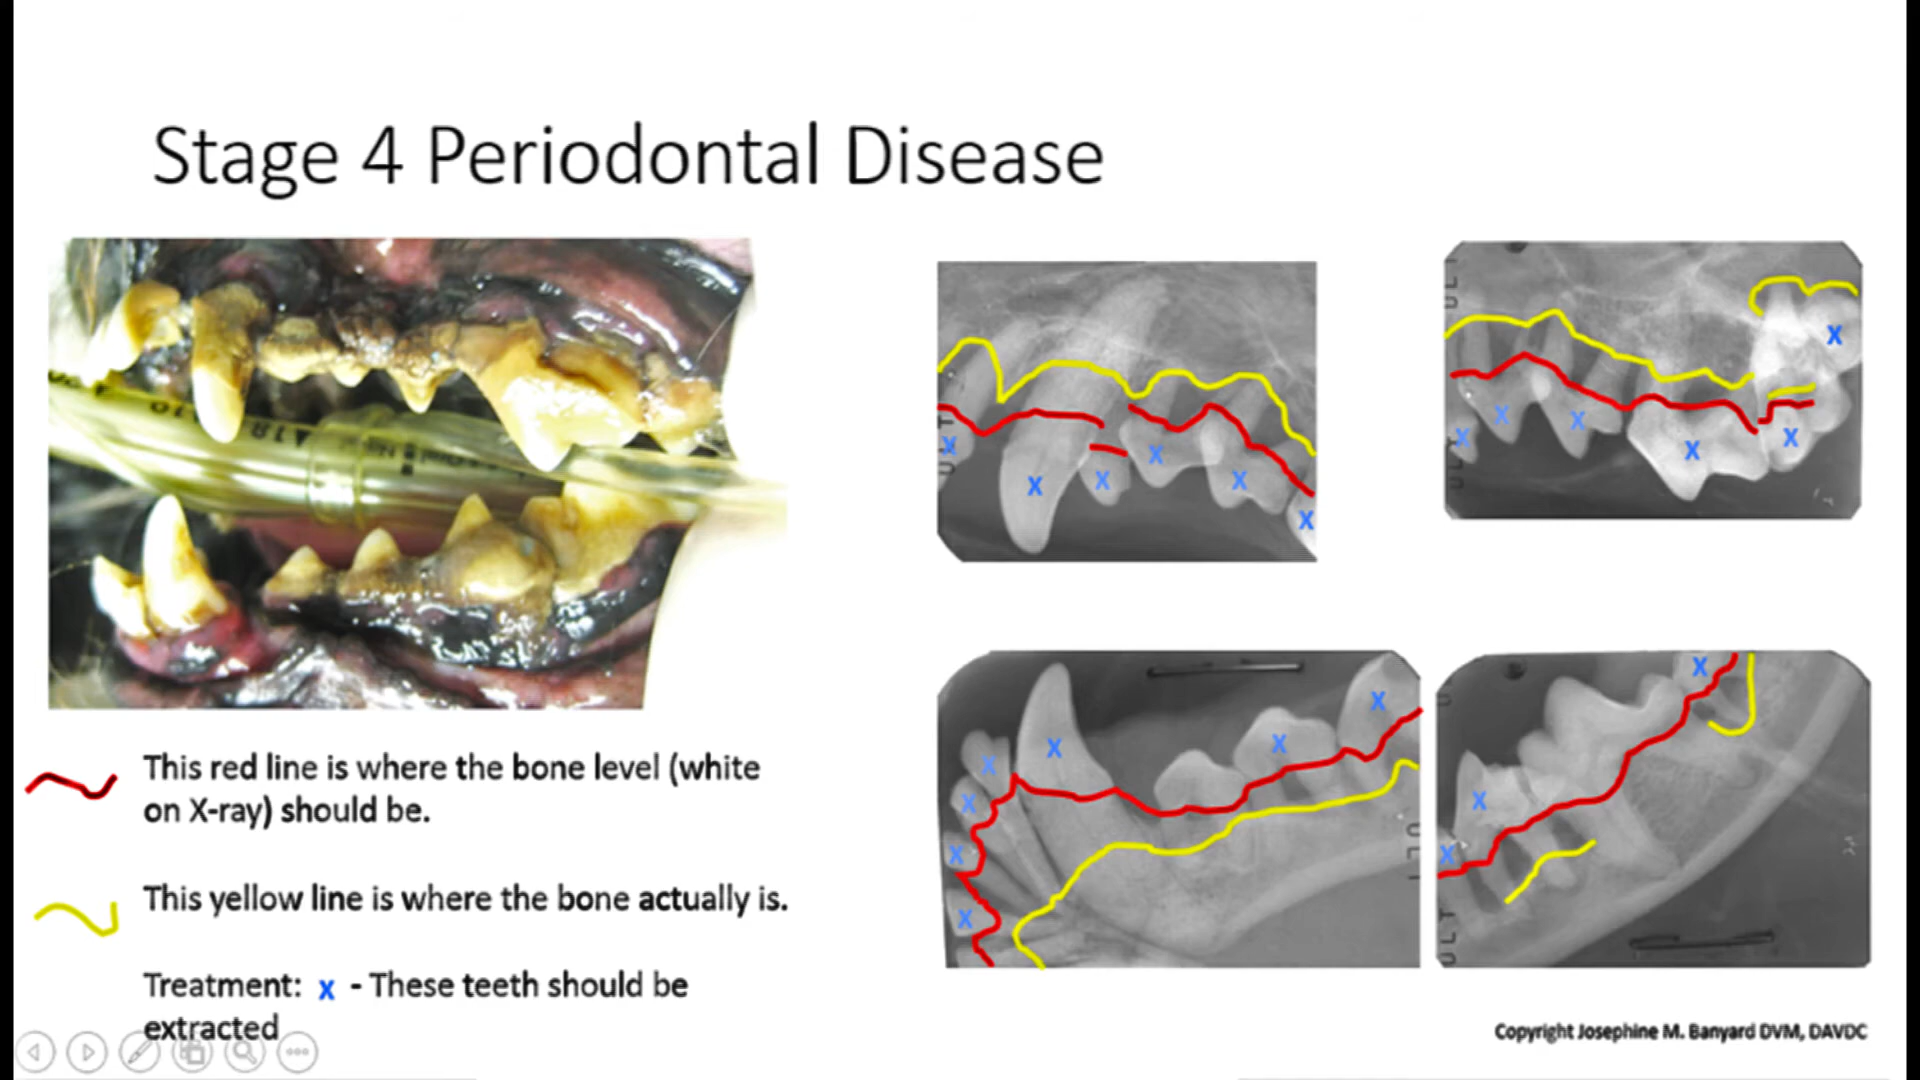 Stage 4 Periodontal Disease
This red line is where the bone level (white
on X-ray) should be.
This yellow line is where the bone actually is.
Treatment: x - These teeth should be
extracted
Copyright Josephine M. Banyard DVM, DAVDC